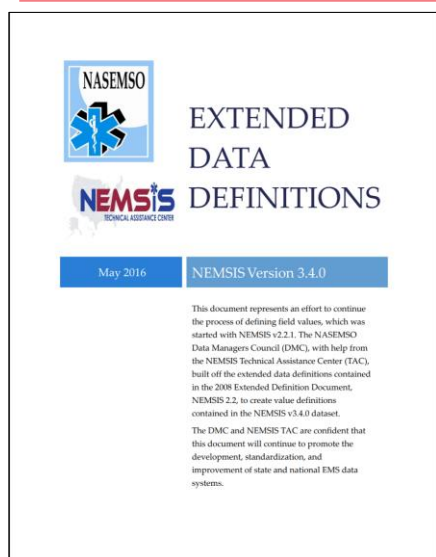 NASEMSO
NEMSIS
TECHNICAL ASSISTANCE CENTER
EXTENDED
DATA
DEFINITIONS
May 2016
NEMSIS Version 3.4.0
This document represents an effort to continue
the process of defining field values, which was
started with NEMSIS v2.2.1. The NASEMSO
Data Managers Council (DMC), with help from
the NEMSIS Technical Assistance Center (TAC),
built off the extended data definitions contained
in the 2008 Extended Definition Document,
NEMSIS 2.2, to create value definitions
contained in the NEMSIS v3.4.0 dataset.
The DMC and NEMSIS TAC are confident that
this document will continue to promote the
development, standardization, and
improvement of state and national EMS data
systems.